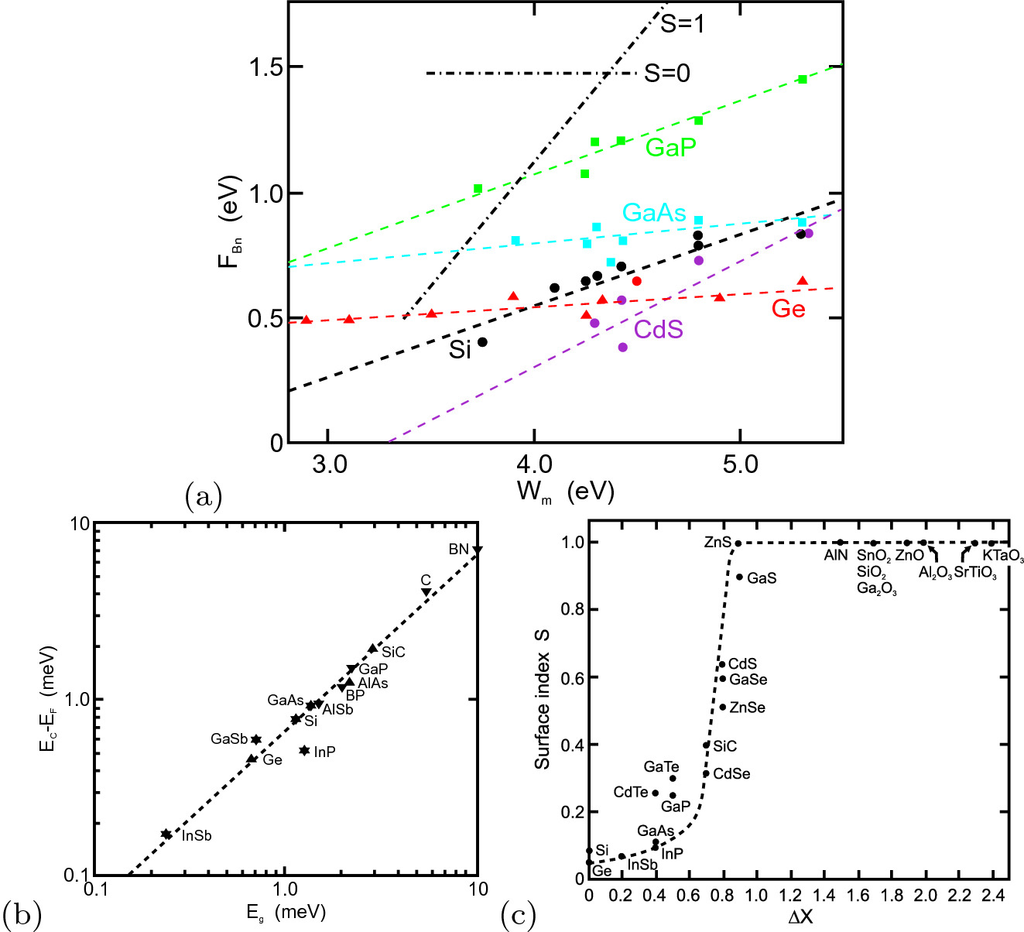 S=1
S=0
1.5
1.0
0.5
0
F_Bn (eV)
GaP
GaAs
Si
CdS
Ge
3.0 4.0 5.0
W_m (eV)
(a)
10
1.0
0.1
E_C-E_F (meV)
BN
C
SiC
GaP
AlAs
BP
GaAs
AlSb
Si
GaSb
InP
Ge
InSb
0.1 1.0 10
E_g (meV)
(b)
1.0
0.8
0.6
0.4
0.2
0
Surface index S
ZnS
GaS
AlN
SnO₂
SiO₂
Ga₂O₃
ZnO
Al₂O₃
SrTiO₃
KTaO₃
CdS
GaSe
ZnSe
SiC
CdSe
GaTe
CdTe
GaP
GaAs
InP
Si
InSb
Ge
0 0.2 0.4 0.6 0.8 1.0 1.2 1.4 1.6 1.8 2.0 2.2 2.4
ΔX
(c)